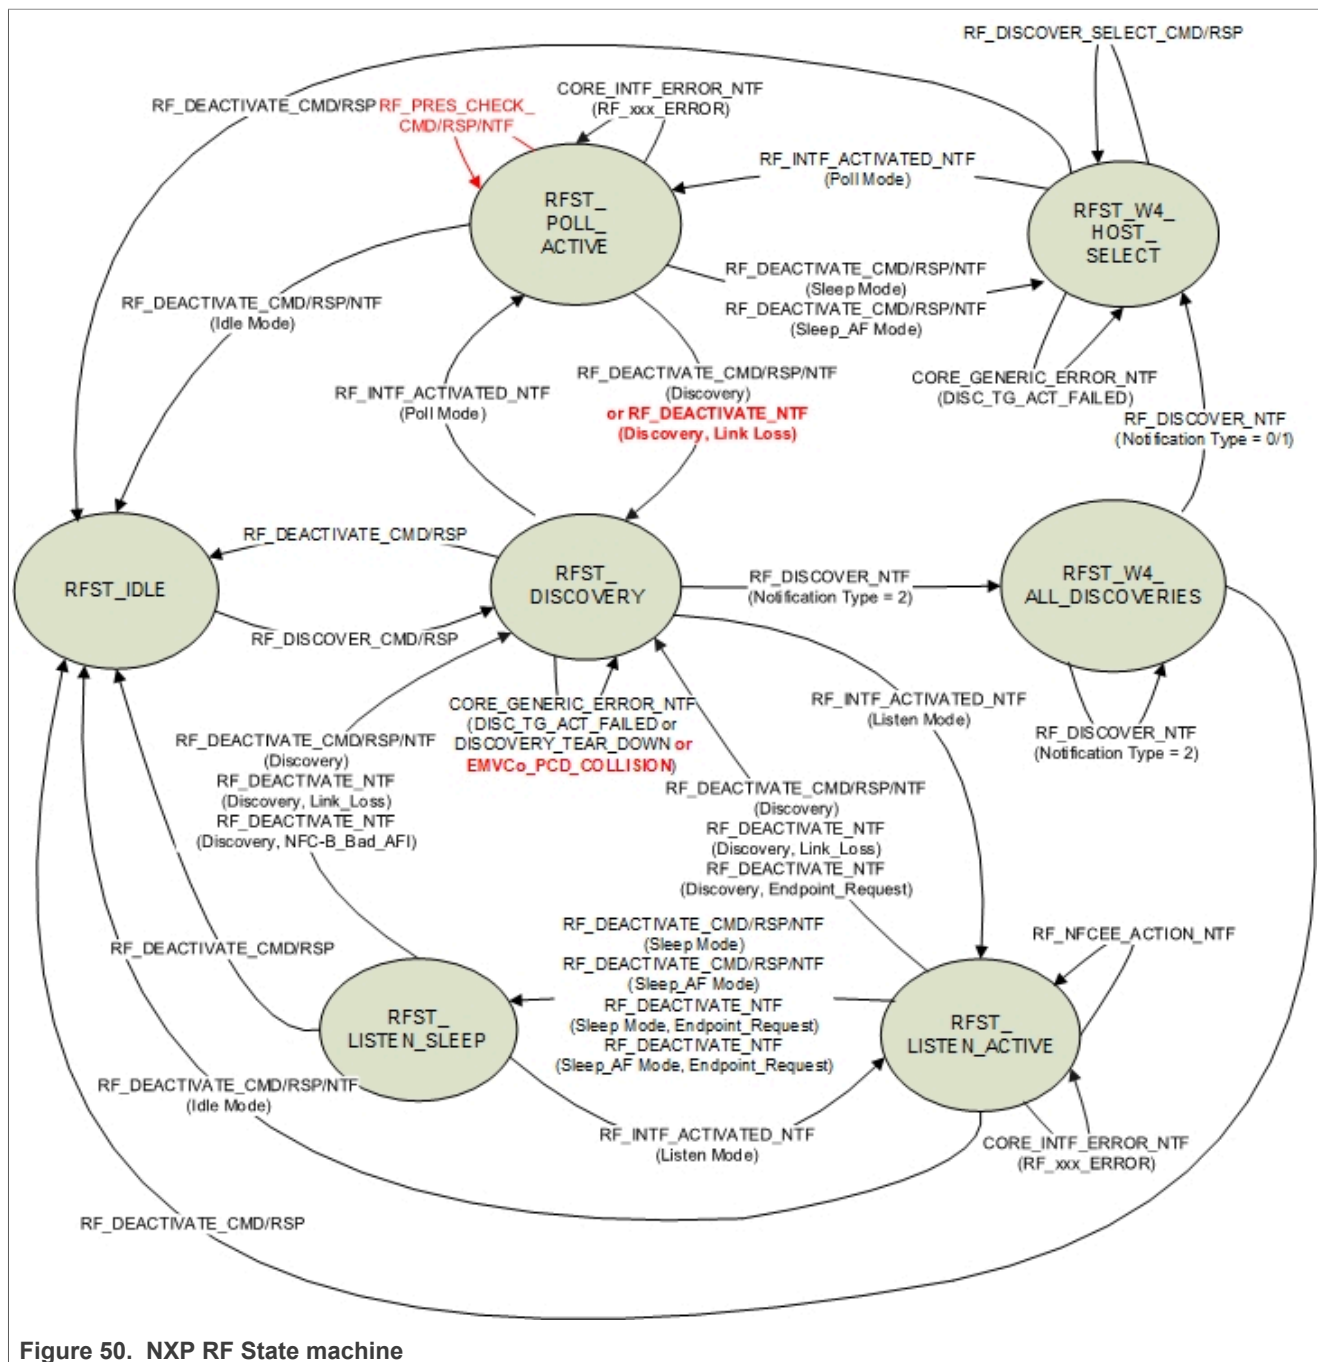 RF_DISCOVER_SELECT_CMD/RSP
RF_DEACTIVATE_CMD/RSP
RF_PRES_CHECK_
CMD/RSP/NTF
CORE_INTF_ERROR_NTF
(RF_xxx_ERROR)
RF_INTF_ACTIVATED_NTF
(Poll Mode)
RFST_
POLL_
ACTIVE
RFST_W4_
HOST_
SELECT
RF_DEACTIVATE_CMD/RSP/NTF
(Sleep Mode)
RF_DEACTIVATE_CMD/RSP/NTF
(Sleep_AF Mode)
RF_DEACTIVATE_CMD/RSP/NTF
(Idle Mode)
RF_INTF_ACTIVATED_NTF
(Poll Mode)
RF_DEACTIVATE_CMD/RSP/NTF
(Discovery)
or RF_DEACTIVATE_NTF
(Discovery, Link Loss)
CORE_GENERIC_ERROR_NTF
(DISC_TG_ACT_FAILED)
RF_DISCOVER_NTF
(Notification Type = 0/1)
RF_DEACTIVATE_CMD/RSP
RFST_IDLE
RFST_
DISCOVERY
RF_DISCOVER_NTF
(Notification Type = 2)
RFST_W4_
ALL_DISCOVERIES
RF_DISCOVER_CMD/RSP
CORE_GENERIC_ERROR_NTF
(DISC_TG_ACT_FAILED or
DISCOVERY_TEAR_DOWN or
EMVCo_PCD_COLLISION)
RF_INTF_ACTIVATED_NTF
(Listen Mode)
RF_DISCOVER_NTF
(Notification Type = 2)
RF_DEACTIVATE_CMD/RSP/NTF
(Discovery)
RF_DEACTIVATE_NTF
(Discovery, Link_Loss)
RF_DEACTIVATE_NTF
(Discovery, NFC-B_Bad_AFI)
RF_DEACTIVATE_CMD/RSP/NTF
(Discovery)
RF_DEACTIVATE_NTF
(Discovery, Link_Loss)
RF_DEACTIVATE_NTF
(Discovery, Endpoint_Request)
RF_DEACTIVATE_CMD/RSP
RF_DEACTIVATE_CMD/RSP/NTF
(Sleep Mode)
RF_DEACTIVATE_CMD/RSP/NTF
(Sleep_AF Mode)
RF_DEACTIVATE_NTF
(Sleep Mode, Endpoint_Request)
RF_DEACTIVATE_NTF
(Sleep_AF Mode, Endpoint_Request)
RF_NFCEE_ACTION_NTF
RFST_
LISTEN_SLEEP
RFST_
LISTEN_ACTIVE
RF_DEACTIVATE_CMD/RSP/NTF
(Idle Mode)
RF_INTF_ACTIVATED_NTF
(Listen Mode)
CORE_INTF_ERROR_NTF
(RF_xxx_ERROR)
RF_DEACTIVATE_CMD/RSP
Figure 50. NXP RF State machine